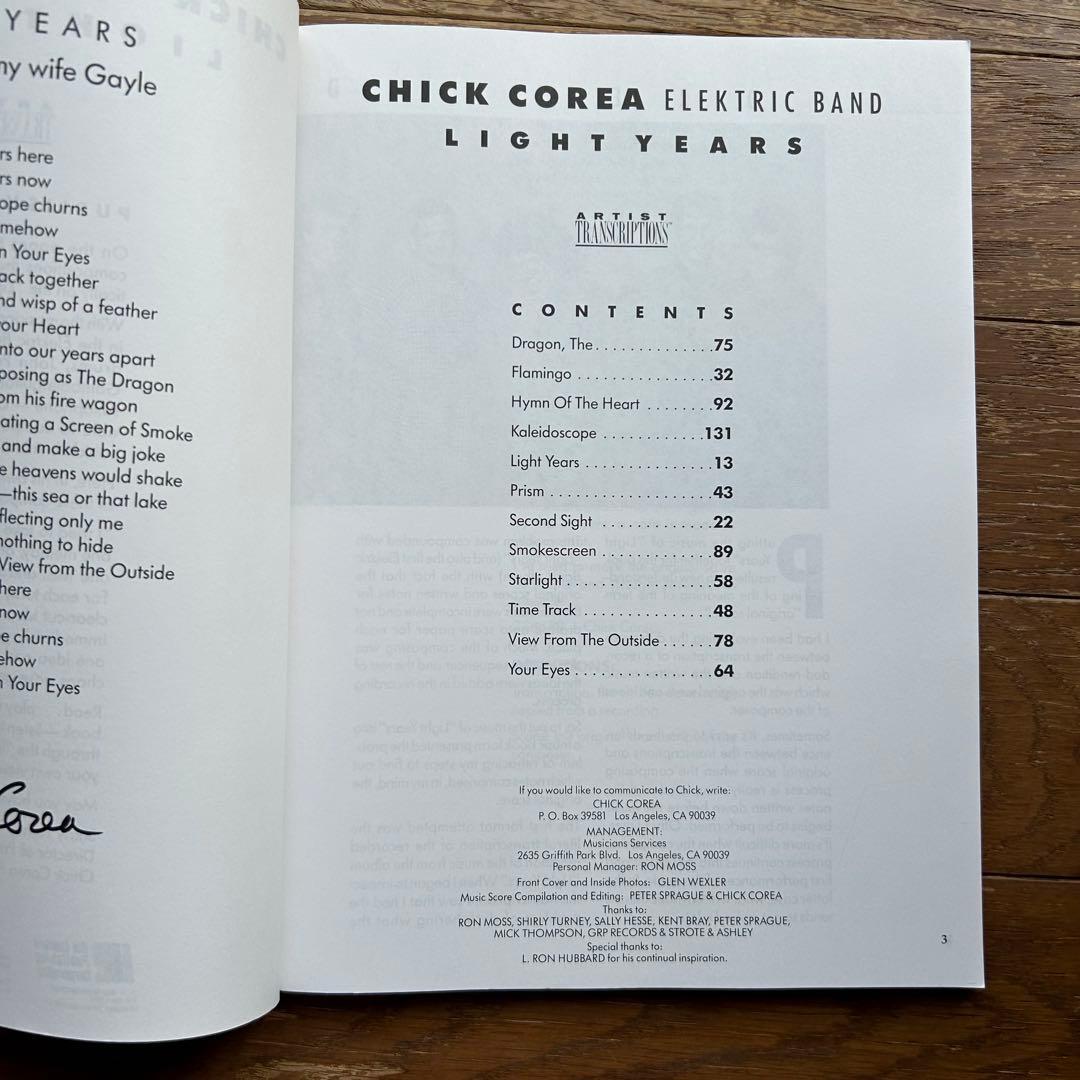 YEARS
my wife Gayle
rs here
rs now
ope churns
mehow
n Your Eyes
ack together
nd wisp of a feather
our Heart
nto our years apart
posing as The Dragon
om his fire wagon
ating a Screen of Smoke
and make a big joke
e heavens would shake
—this sea or that lake
flecting only me
nothing to hide
View from the Outside
here
now
e churns
ehow
n Your Eyes
Corea
CHICK COREA ELEKTRIC BAND
LIGHT YEARS
ARTIST
TRANSCRIPTIONS™
CONTENTS
Dragon, The..............75
Flamingo..............32
Hymn Of The Heart........92
Kaleidoscope...........131
Light Years.............13
Prism.................43
Second Sight............22
Smokescreen............89
Starlight...............58
Time Track.............48
View From The Outside......78
Your Eyes..............64
If you would like to communicate to Chick, write:
CHICK COREA
P. O. Box 39581 Los Angeles, CA 90039
MANAGEMENT:
Musicians Services
2635 Griffith Park Blvd. Los Angeles, CA 90039
Personal Manager: RON MOSS
Front Cover and Inside Photos: GLEN WEXLER
Music Score Compilation and Editing: PETER SPRAGUE & CHICK COREA
Thanks to:
RON MOSS, SHIRLY TURNEY, SALLY HESSE, KENT BRAY, PETER SPRAGUE,
MICK THOMPSON, GRP RECORDS & STROTE & ASHLEY
Special thanks to:
L. RON HUBBARD for his continual inspiration.
3